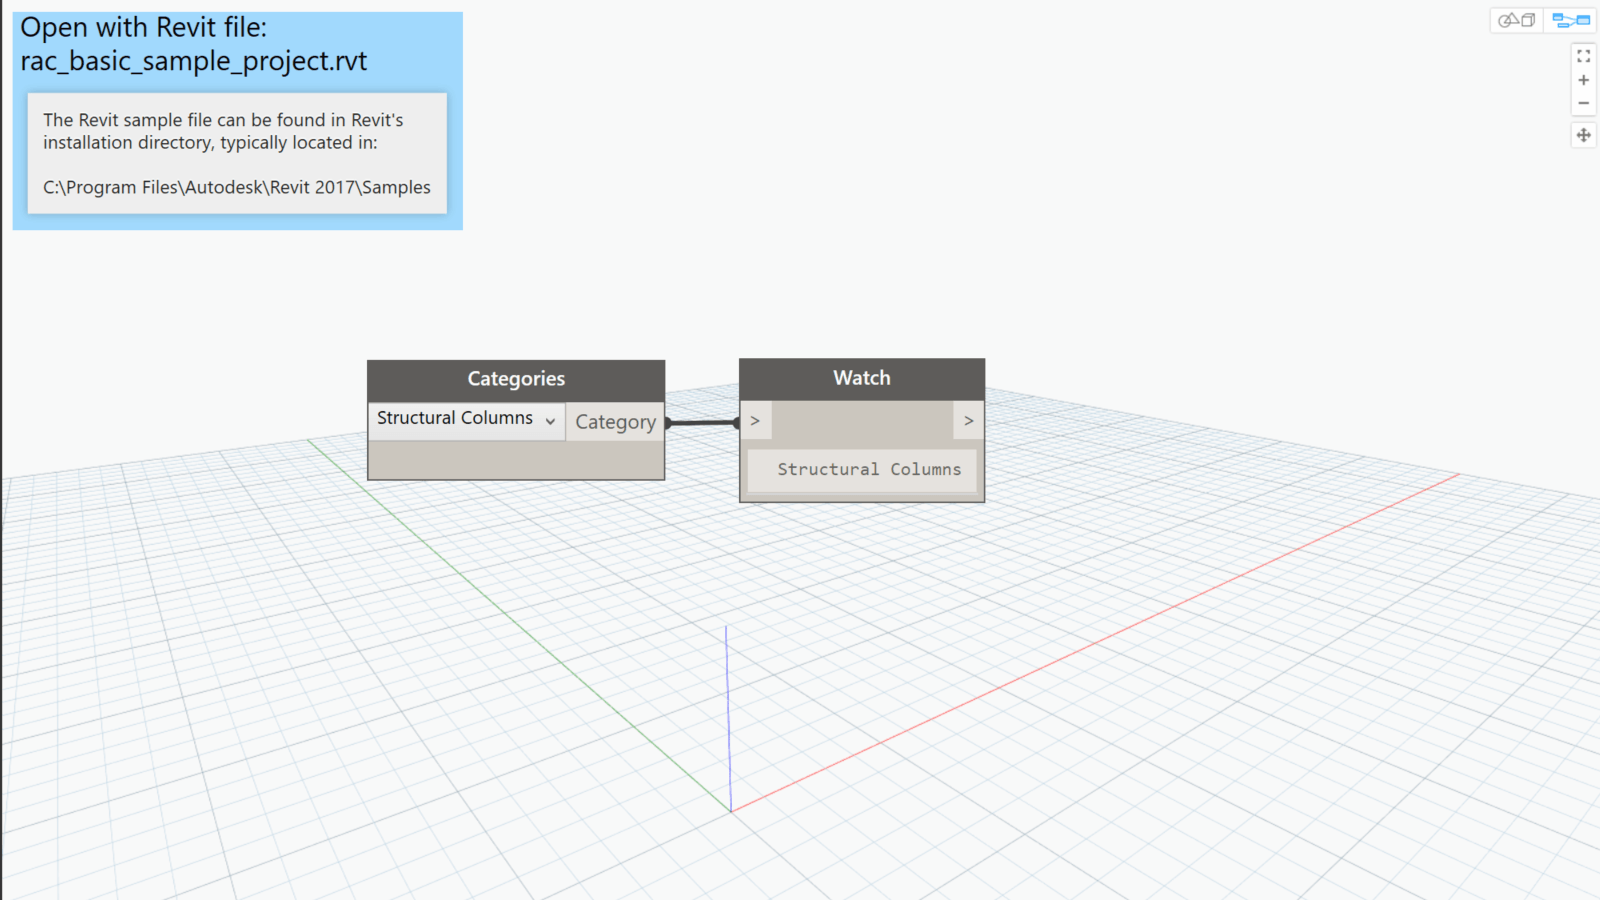 Open with Revit file:
rac_basic_sample_project.rvt
The Revit sample file can be found in Revit's
installation directory, typically located in:
C:\Program Files\Autodesk\Revit 2017\Samples
Categories
Structural Columns
Category
Watch
>
>
Structural Columns